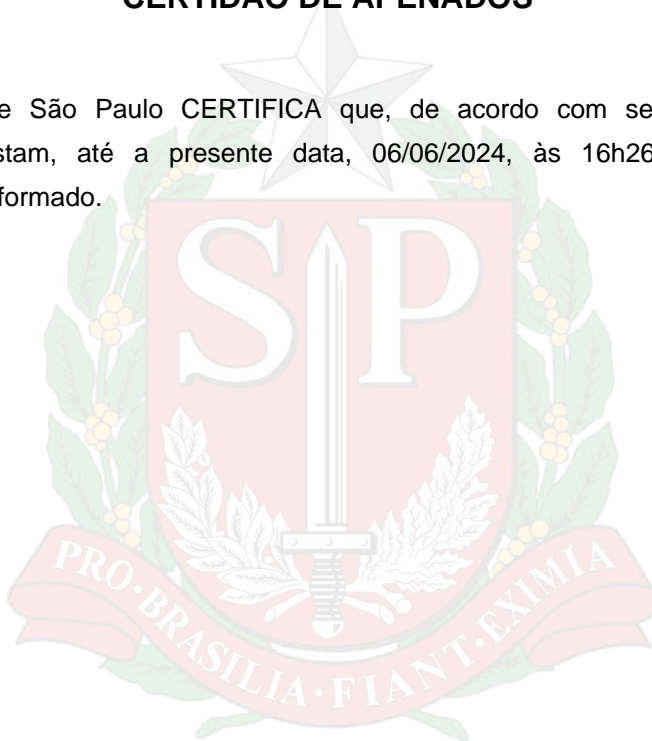 CERTIDÃO DE APENADOS
e São Paulo CERTIFICA que, de acordo com se
stam, até a presente data, 06/06/2024, às 16h26
formado.
SP
PRO·BRASILIA·FIANT·EXIMIA